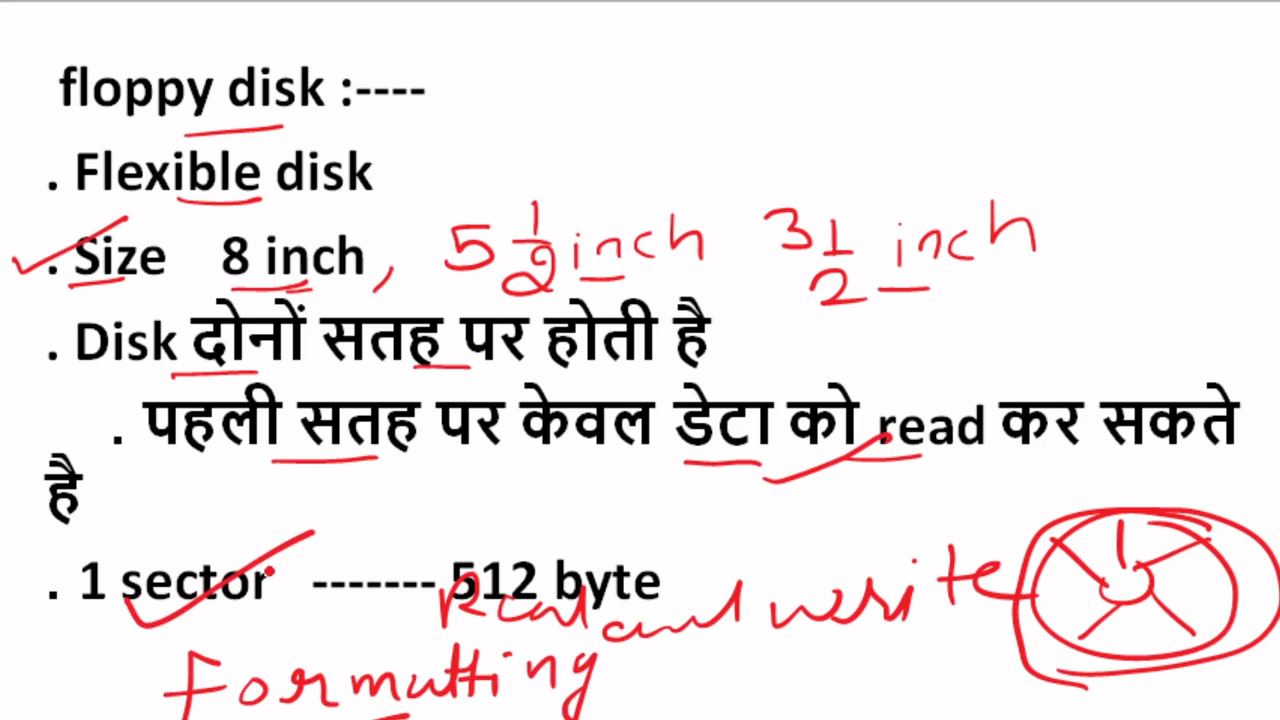 floppy disk :----
. Flexible disk
. Size 8 inch , 5 1/2 inch 3 1/2 inch
. Disk दोनों सतह पर होती है
. पहली सतह पर केवल डेटा को read कर सकते
है
. 1 sector ------- 512 byte
Read and write
Formatting